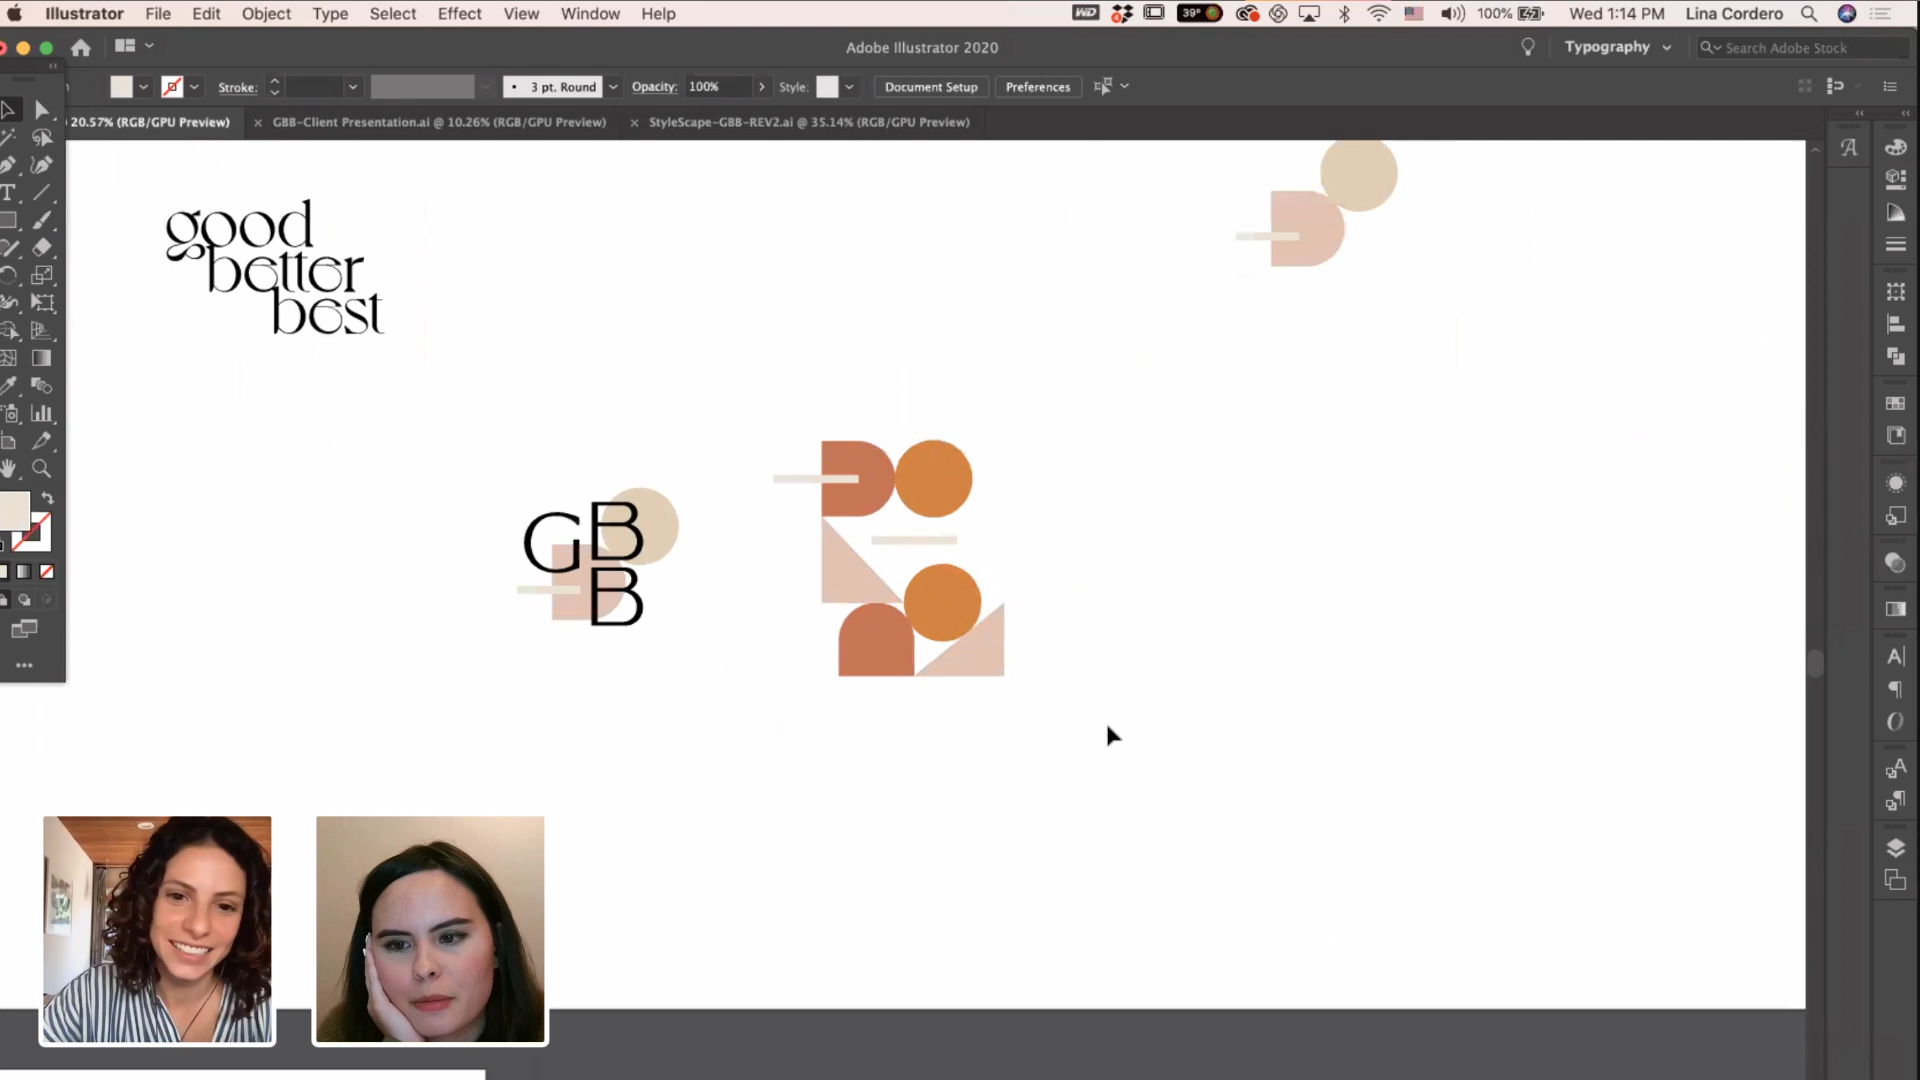 Illustrator File Edit Object Type Select Effect View Window Help
WD 4 39° 100% Wed 1:14 PM Lina Cordero
Adobe Illustrator 2020
Typography
Search Adobe Stock
Stroke: 3 pt. Round Opacity: 100% Style: Document Setup Preferences
20.57% (RGB/GPU Preview) × GBB-Client Presentation.ai @ 10.26% (RGB/GPU Preview) × StyleScape-GBB-REV2.ai @ 35.14% (RGB/GPU Preview)
good
better
best
G B
B